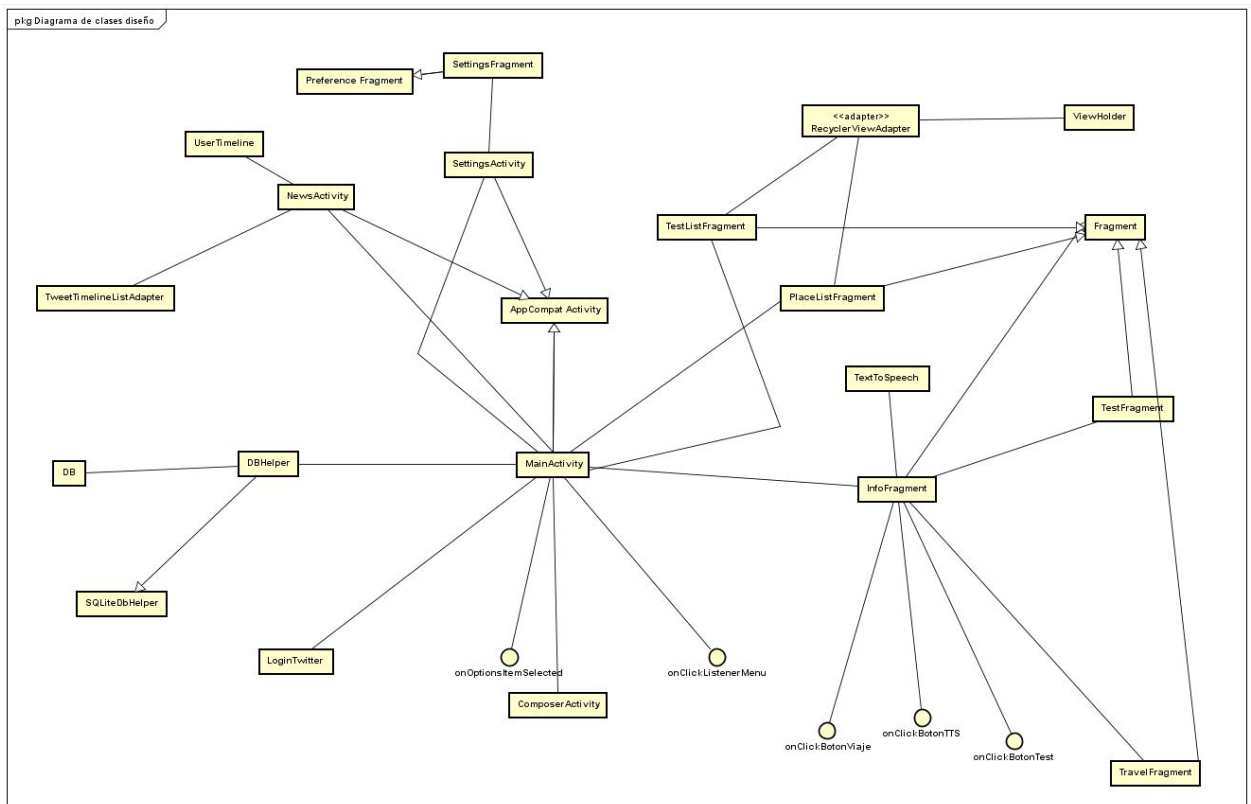 pkg Diagrama de clases diseño
SettingsFragment
Preference Fragment
<<adapter>>
RecyclerViewAdapter
ViewHolder
UserTimeline
SettingsActivity
NewsActivity
TestListFragment
Fragment
TweetTimelineListAdapter
PlaceListFragment
AppCompat Activity
TextToSpeech
TestFragment
DB
DBHelper
MainActivity
InfoFragment
SQLiteDbHelper
LoginTwitter
onOptionsItemSelected
onClickListenerMenu
ComposerActivity
onClickBotonViaje
onClickBotonTTS
onClickBotonTest
TravelFragment